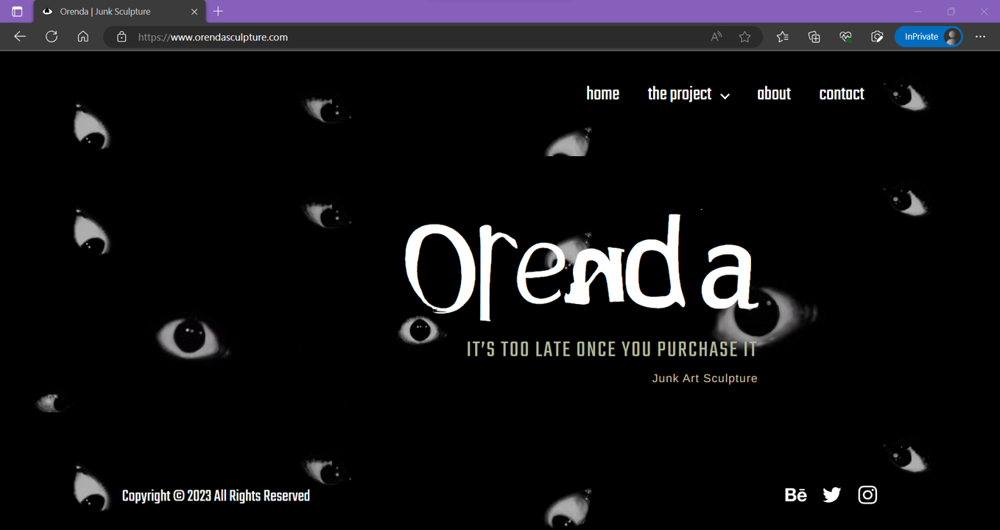 Orenda | Junk Sculpture
https://www.orendasculpture.com
InPrivate
home the project about contact
Orenda
IT'S TOO LATE ONCE YOU PURCHASE IT
Junk Art Sculpture
Copyright © 2023 All Rights Reserved
Bē